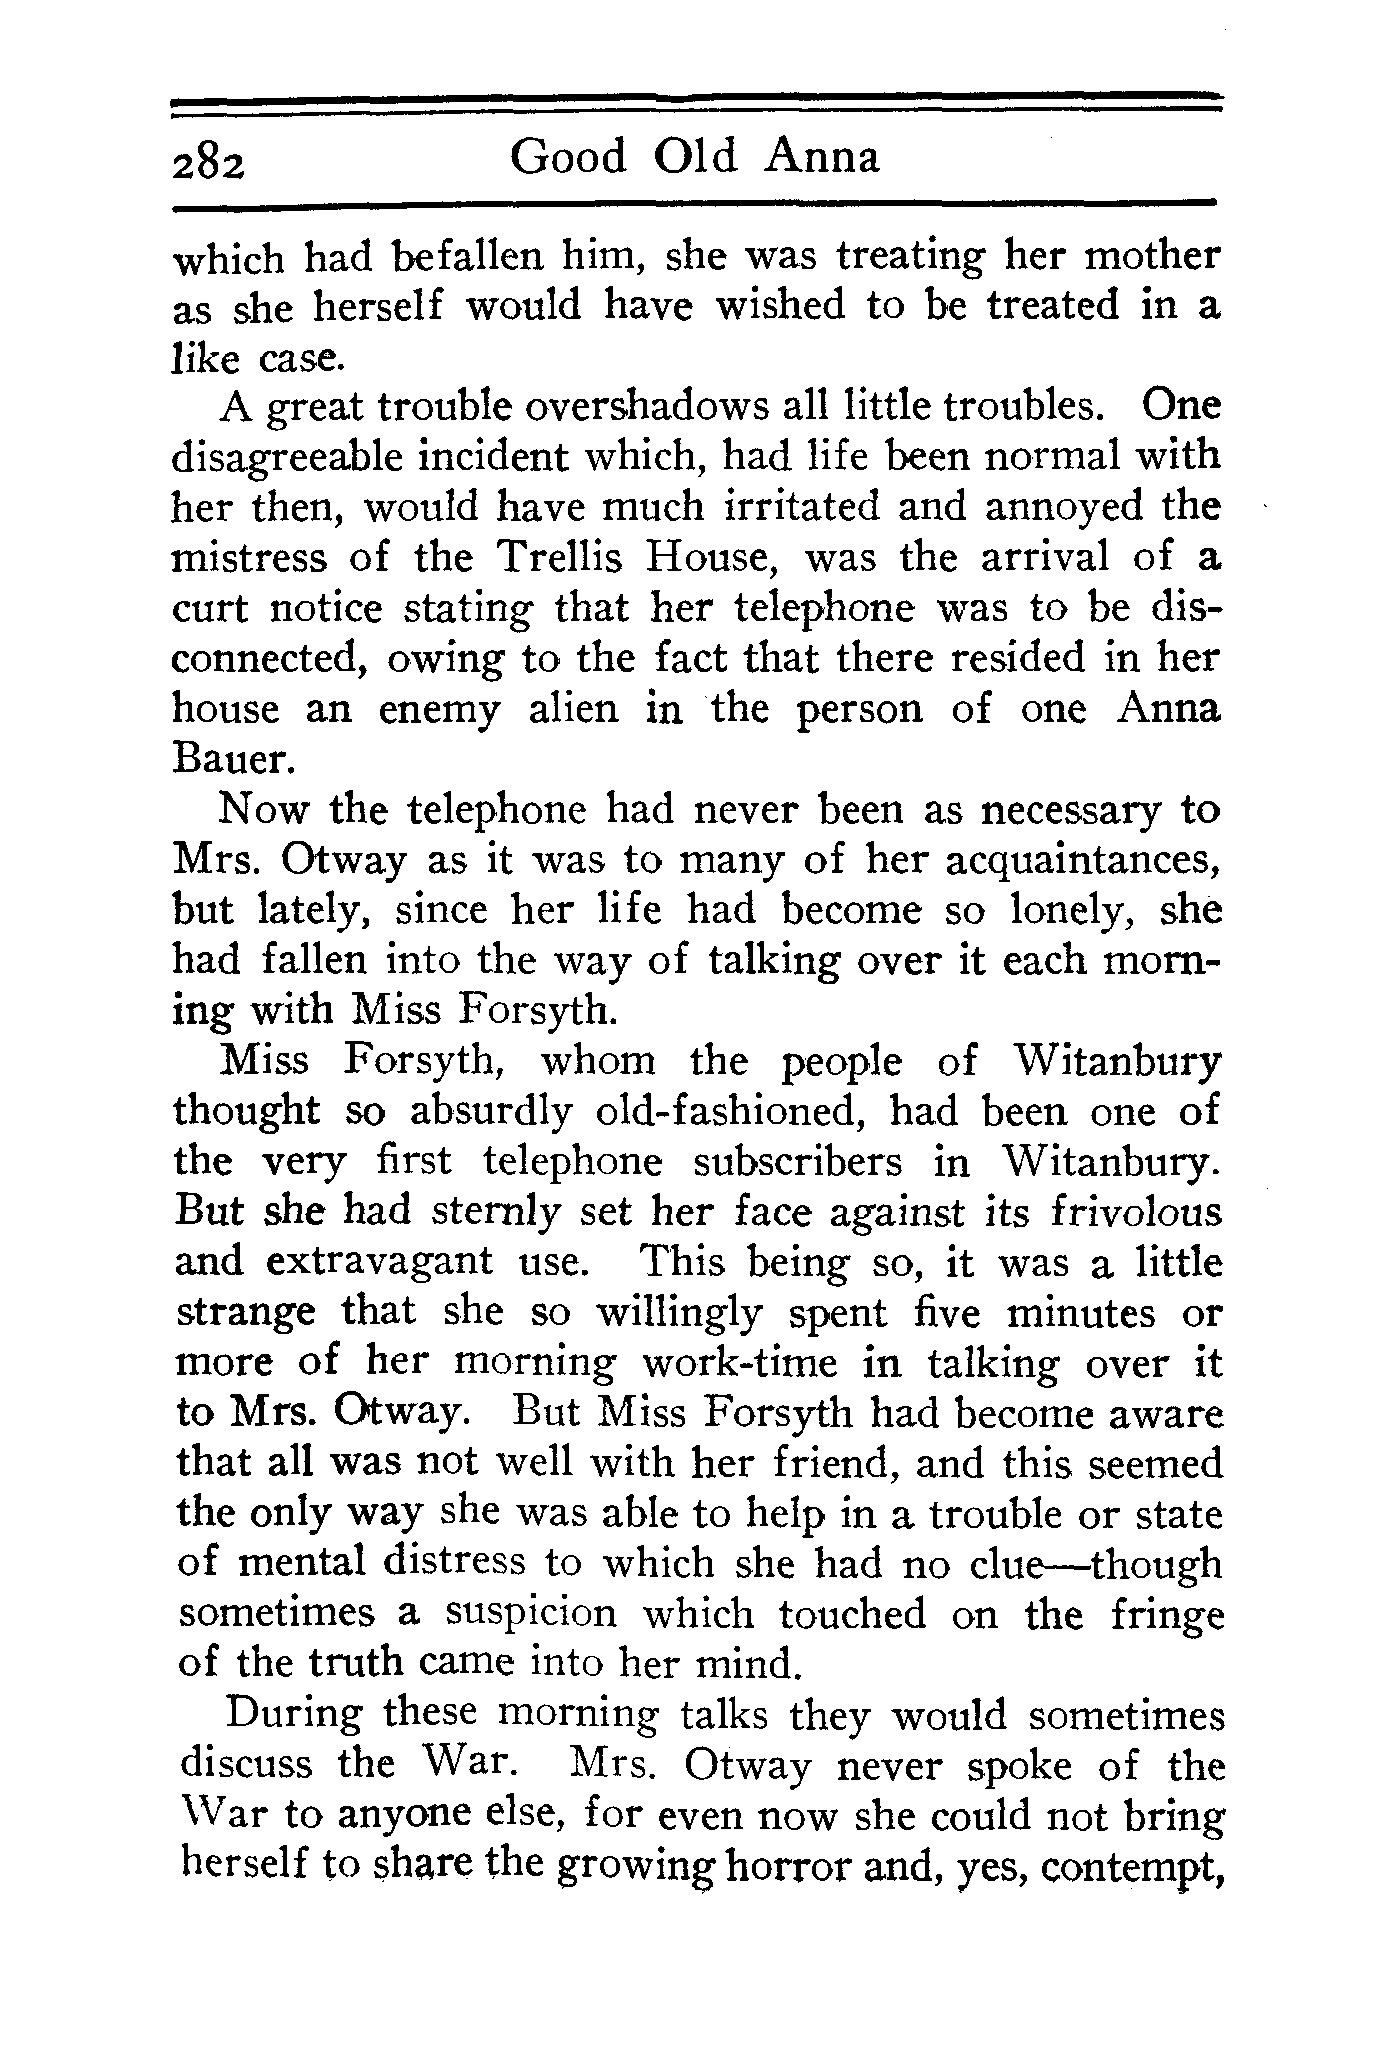 282 Good Old Anna
which had befallen him, she was treating her mother
as she herself would have wished to be treated in a
like case.
A great trouble overshadows all little troubles. One
disagreeable incident which, had life been normal with
her then, would have much irritated and annoyed the
mistress of the Trellis House, was the arrival of a
curt notice stating that her telephone was to be dis-
connected, owing to the fact that there resided in her
house an enemy alien in the person of one Anna
Bauer.
Now the telephone had never been as necessary to
Mrs. Otway as it was to many of her acquaintances,
but lately, since her life had become so lonely, she
had fallen into the way of talking over it each morn-
ing with Miss Forsyth.
Miss Forsyth, whom the people of Witanbury
thought so absurdly old-fashioned, had been one of
the very first telephone subscribers in Witanbury.
But she had sternly set her face against its frivolous
and extravagant use. This being so, it was a little
strange that she so willingly spent five minutes or
more of her morning work-time in talking over it
to Mrs. Otway. But Miss Forsyth had become aware
that all was not well with her friend, and this seemed
the only way she was able to help in a trouble or state
of mental distress to which she had no clue—though
sometimes a suspicion which touched on the fringe
of the truth came into her mind.
During these morning talks they would sometimes
discuss the War. Mrs. Otway never spoke of the
War to anyone else, for even now she could not bring
herself to share the growing horror and, yes, contempt,